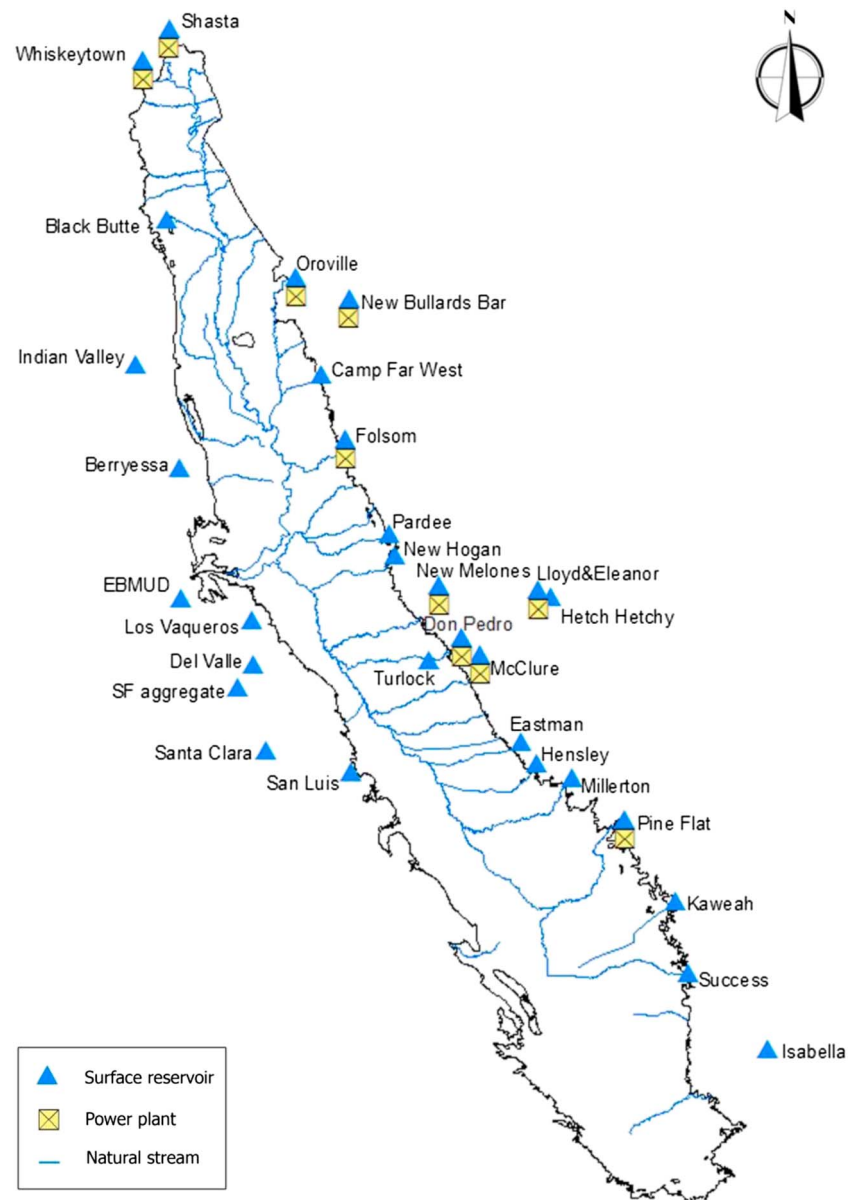 N
Shasta
Whiskeytown
Black Butte
Oroville
New Bullards Bar
Indian Valley
Camp Far West
Folsom
Berryessa
Pardee
New Hogan
New Melones
Lloyd&Eleanor
EBMUD
Hetch Hetchy
Los Vaqueros
Don Pedro
Del Valle
McClure
Turlock
SF aggregate
Eastman
Santa Clara
Hensley
San Luis
Millerton
Pine Flat
Kaweah
Success
Isabella
Surface reservoir
Power plant
Natural stream